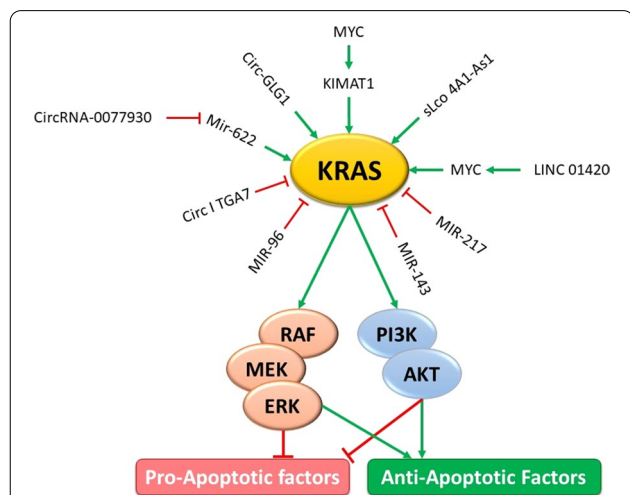 MYC
KIMAT1
Circ-GLG1
sLco 4A1-As1
CircRNA-0077930
Mir-622
KRAS
MYC
LINC 01420
Circ I TGA7
MIR-96
MIR-143
MIR-217
RAF
MEK
ERK
PI3K
AKT
Pro-Apoptotic factors
Anti-Apoptotic Factors